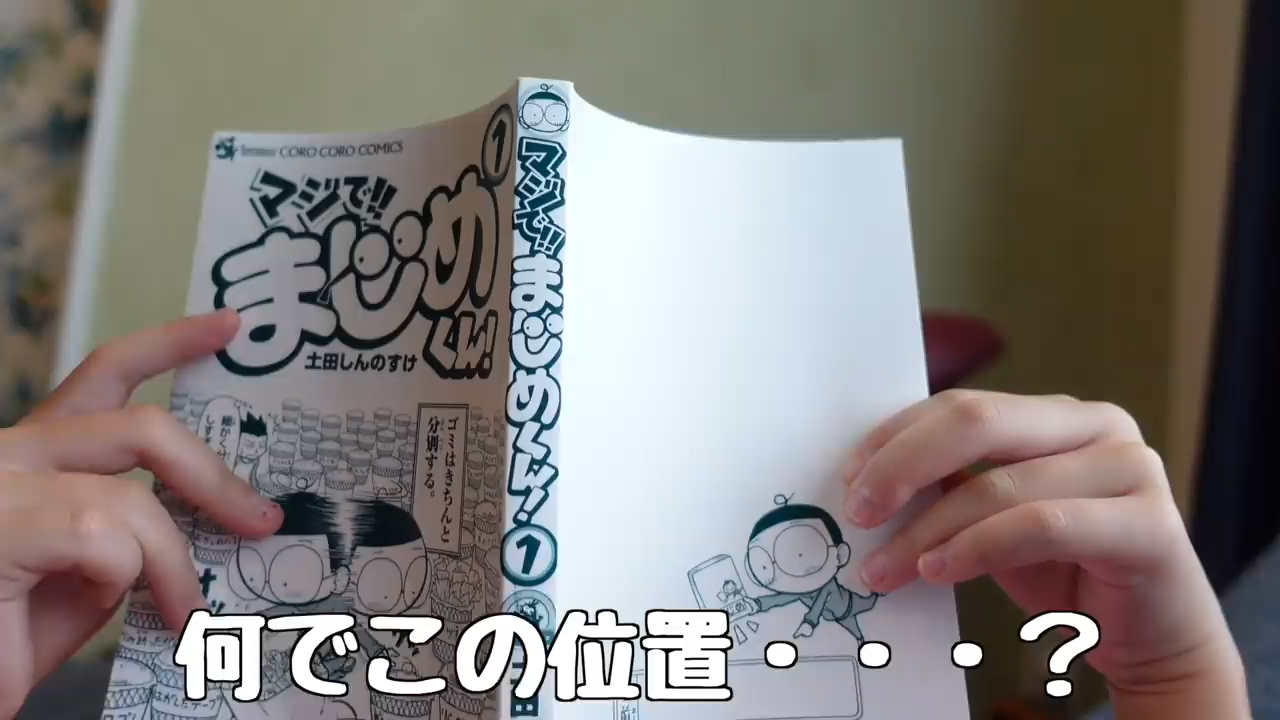 CORO CORO COMICS
1
マジで!!
まじめ
くん!
土田しんのすけ
ゴミはきちんと
分別する。
マジで!! まじめくん! 1
土田
何でこの位置・・・?